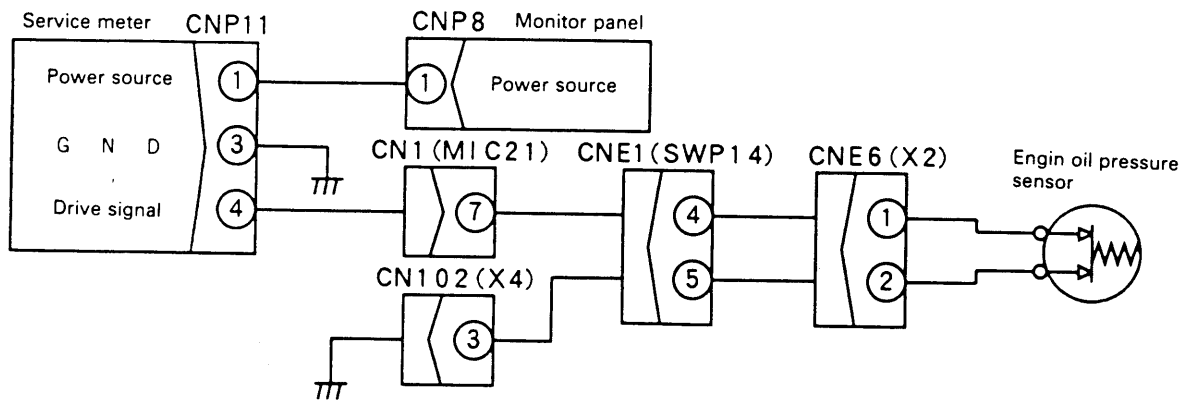 Service meter
CNP11
CNP8
Monitor panel
Power source
1
1
Power source
G N D
3
CN1(MIC21)
CNE1(SWP14)
CNE6(X2)
Engin oil pressure
sensor
Drive signal
4
7
4
1
CN102(X4)
5
2
3